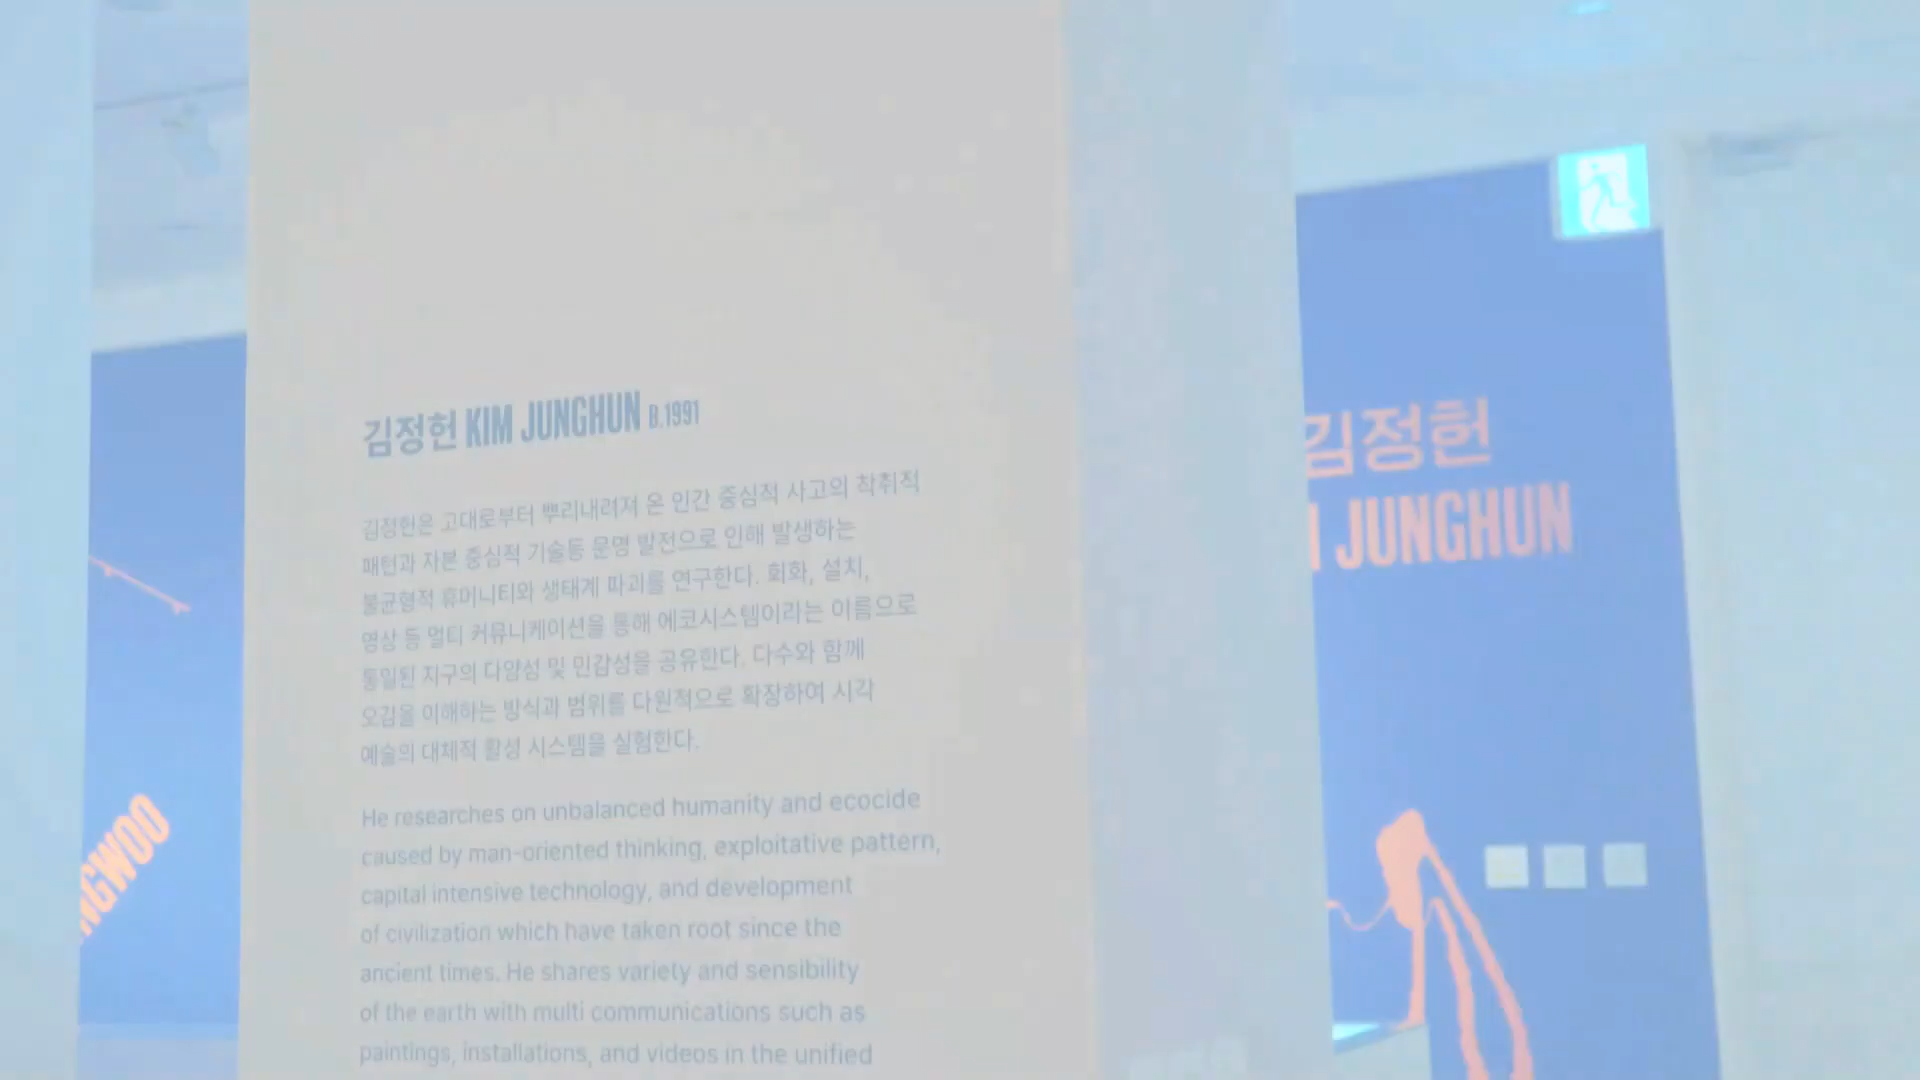 김정헌 KIM JUNGHUN B.1991
김정헌은 고대로부터 뿌리내려져 온 인간 중심적 사고의 착취적
패턴과 자본 중심적 기술등 문명 발전으로 인해 발생하는
불균형적 휴머니티와 생태계 파괴를 연구한다. 회화, 설치,
영상 등 멀티 커뮤니케이션을 통해 에코시스템이라는 이름으로
통일된 지구의 다양성 및 민감성을 공유한다. 다수와 함께
오감을 이해하는 방식과 범위를 다원적으로 확장하여 시각
예술의 대체적 활성 시스템을 실험한다.
He researches on unbalanced humanity and ecocide
caused by man-oriented thinking, exploitative pattern,
capital intensive technology, and development
of civilization which have taken root since the
ancient times. He shares variety and sensibility
of the earth with multi communications such as
paintings, installations, and videos in the unified
김정헌
JUNGHUN
NGWOO